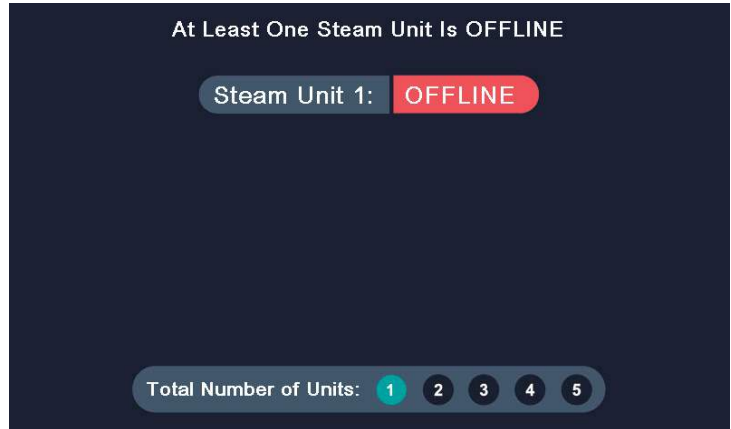 At Least One Steam Unit Is OFFLINE
Steam Unit 1: OFFLINE
Total Number of Units: 1 2 3 4 5